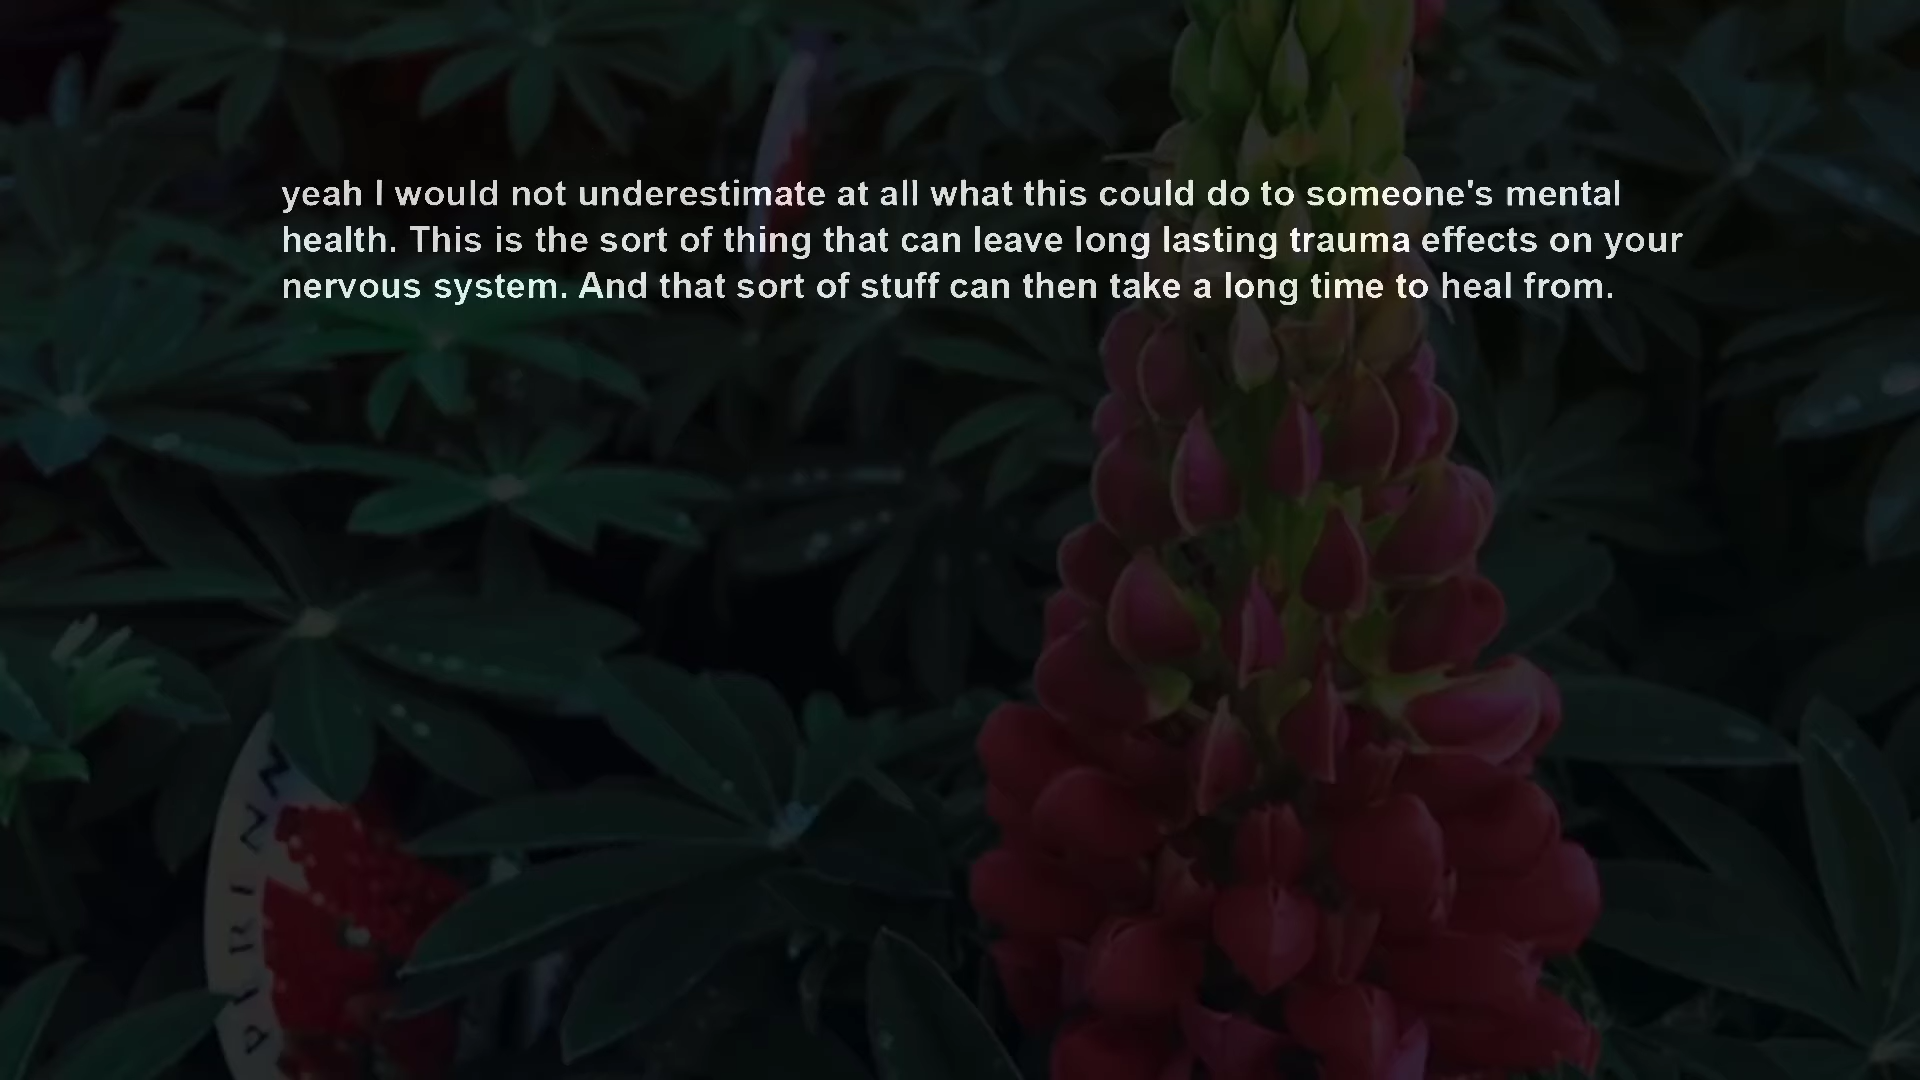 yeah I would not underestimate at all what this could do to someone's mental
health. This is the sort of thing that can leave long lasting trauma effects on your
nervous system. And that sort of stuff can then take a long time to heal from.